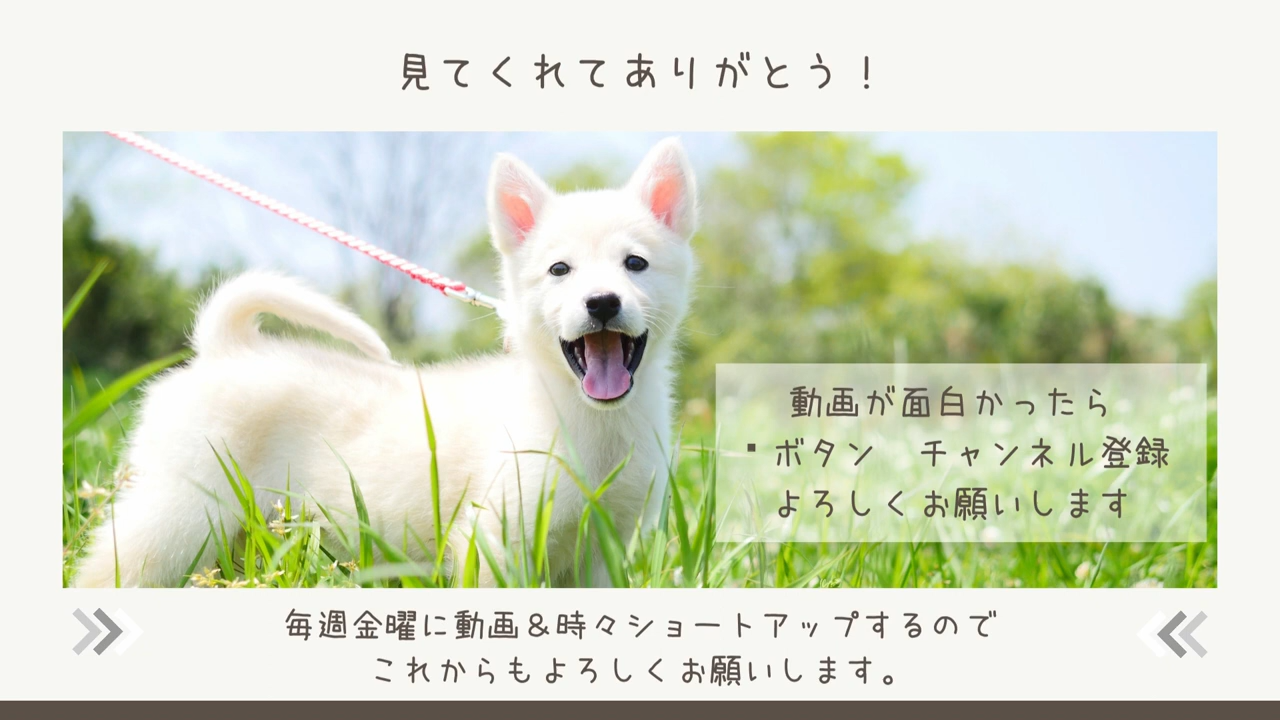 見てくれてありがとう！
動画が面白かったら
▪ボタン　チャンネル登録
よろしくお願いします
毎週金曜に動画＆時々ショートアップするので
これからもよろしくお願いします。